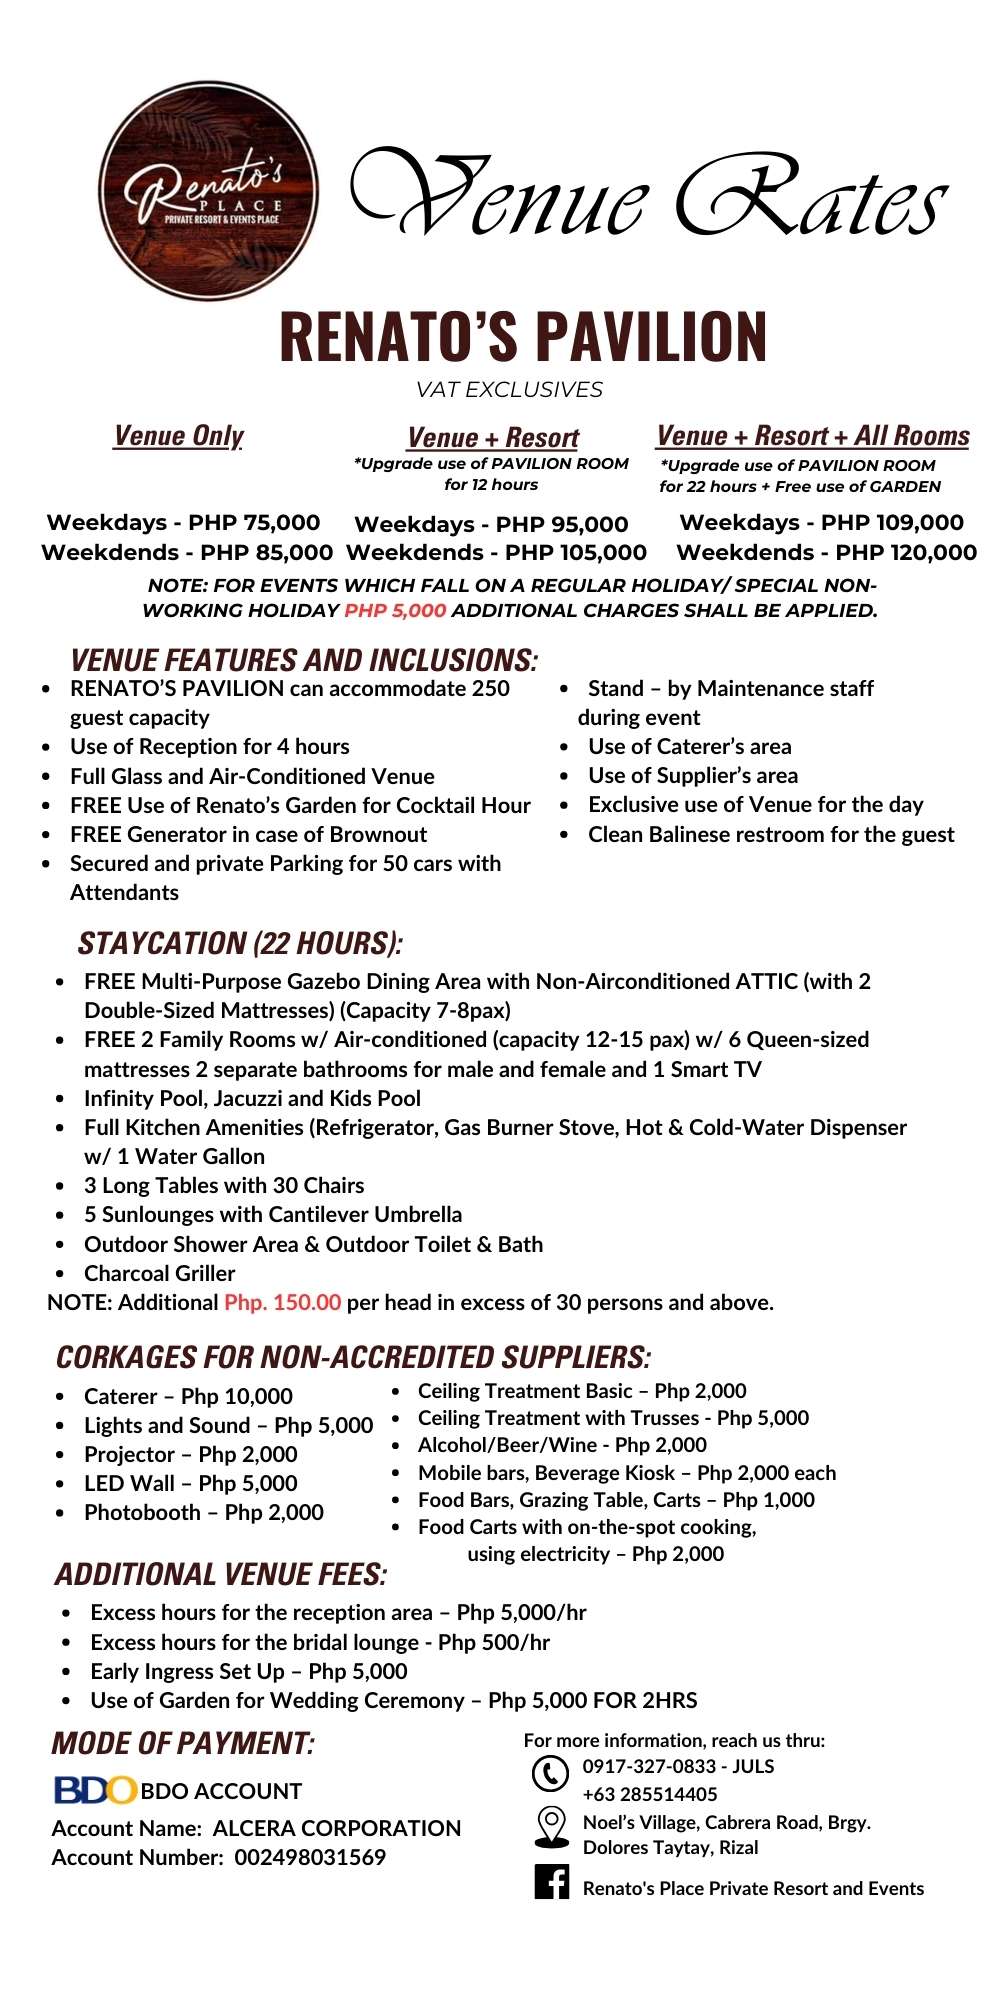 Renato's
PLACE
PRIVATE RESORT & EVENTS PLACE
Venue Rates
RENATO'S PAVILION
VAT EXCLUSIVES
Venue Only
Weekdays - PHP 75,000
Weekdends - PHP 85,000
Venue + Resort
*Upgrade use of PAVILION ROOM
for 12 hours
Weekdays - PHP 95,000
Weekdends - PHP 105,000
Venue + Resort + All Rooms
*Upgrade use of PAVILION ROOM
for 22 hours + Free use of GARDEN
Weekdays - PHP 109,000
Weekdends - PHP 120,000
NOTE: FOR EVENTS WHICH FALL ON A REGULAR HOLIDAY/ SPECIAL NON-
WORKING HOLIDAY PHP 5,000 ADDITIONAL CHARGES SHALL BE APPLIED.
VENUE FEATURES AND INCLUSIONS:
• RENATO'S PAVILION can accommodate 250
guest capacity
• Use of Reception for 4 hours
• Full Glass and Air-Conditioned Venue
• FREE Use of Renato's Garden for Cocktail Hour
• FREE Generator in case of Brownout
• Secured and private Parking for 50 cars with
Attendants
• Stand – by Maintenance staff
during event
• Use of Caterer's area
• Use of Supplier's area
• Exclusive use of Venue for the day
• Clean Balinese restroom for the guest
STAYCATION (22 HOURS):
• FREE Multi-Purpose Gazebo Dining Area with Non-Airconditioned ATTIC (with 2
Double-Sized Mattresses) (Capacity 7-8pax)
• FREE 2 Family Rooms w/ Air-conditioned (capacity 12-15 pax) w/ 6 Queen-sized
mattresses 2 separate bathrooms for male and female and 1 Smart TV
• Infinity Pool, Jacuzzi and Kids Pool
• Full Kitchen Amenities (Refrigerator, Gas Burner Stove, Hot & Cold-Water Dispenser
w/ 1 Water Gallon
• 3 Long Tables with 30 Chairs
• 5 Sunlounges with Cantilever Umbrella
• Outdoor Shower Area & Outdoor Toilet & Bath
• Charcoal Griller
NOTE: Additional Php. 150.00 per head in excess of 30 persons and above.
CORKAGES FOR NON-ACCREDITED SUPPLIERS:
• Caterer – Php 10,000
• Lights and Sound – Php 5,000
• Projector – Php 2,000
• LED Wall – Php 5,000
• Photobooth – Php 2,000
• Ceiling Treatment Basic – Php 2,000
• Ceiling Treatment with Trusses - Php 5,000
• Alcohol/Beer/Wine - Php 2,000
• Mobile bars, Beverage Kiosk – Php 2,000 each
• Food Bars, Grazing Table, Carts – Php 1,000
• Food Carts with on-the-spot cooking,
using electricity – Php 2,000
ADDITIONAL VENUE FEES:
• Excess hours for the reception area – Php 5,000/hr
• Excess hours for the bridal lounge - Php 500/hr
• Early Ingress Set Up – Php 5,000
• Use of Garden for Wedding Ceremony – Php 5,000 FOR 2HRS
MODE OF PAYMENT:
BDO BDO ACCOUNT
Account Name: ALCERA CORPORATION
Account Number: 002498031569
For more information, reach us thru:
0917-327-0833 - JULS
+63 285514405
Noel's Village, Cabrera Road, Brgy.
Dolores Taytay, Rizal
Renato's Place Private Resort and Events